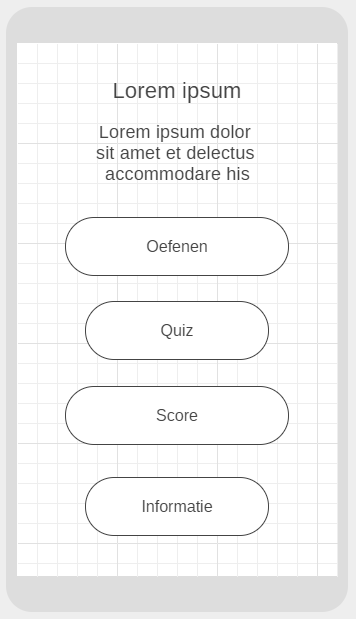 Lorem ipsum
Lorem ipsum dolor
sit amet et delectus
accommodare his
Oefenen
Quiz
Score
Informatie